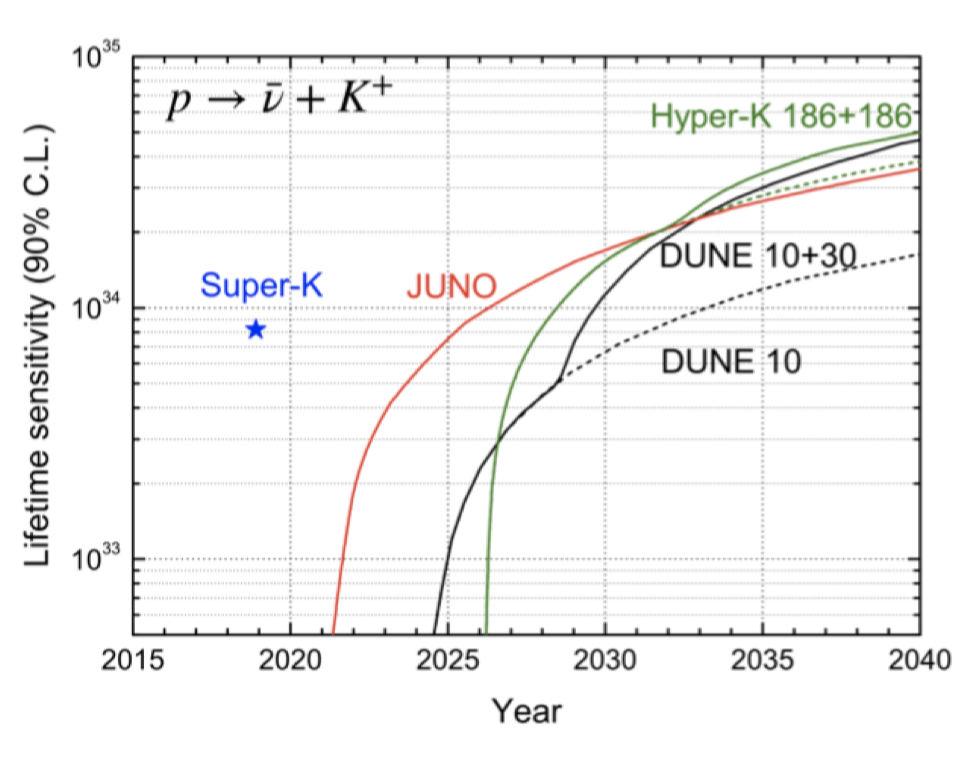 10³⁵
p → ν̄ + K⁺
Hyper-K 186+186
DUNE 10+30
Super-K
JUNO
10³⁴
DUNE 10
10³³
Lifetime sensitivity (90% C.L.)
2015 2020 2025 2030 2035 2040
Year